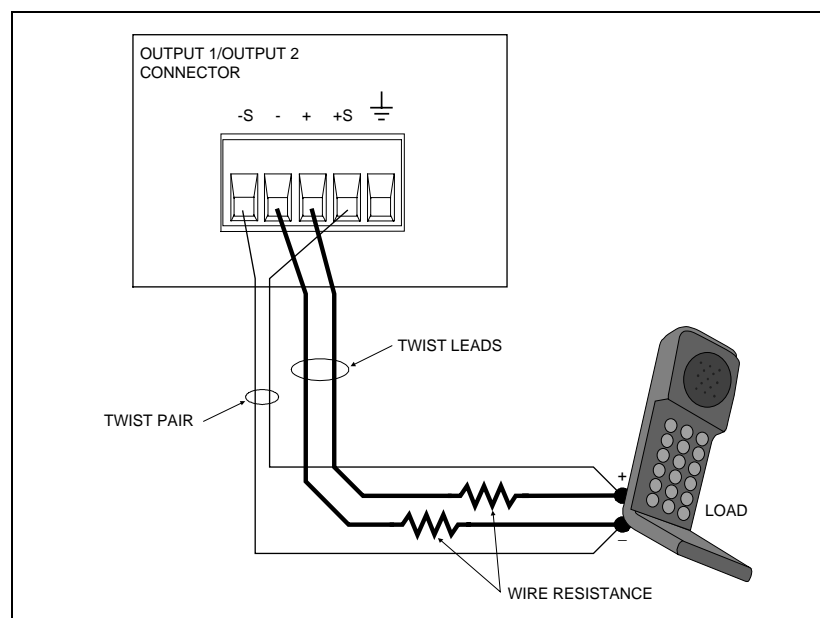 OUTPUT 1/OUTPUT 2
CONNECTOR
-S - + +S
TWIST LEADS
TWIST PAIR
+
LOAD
–
WIRE RESISTANCE